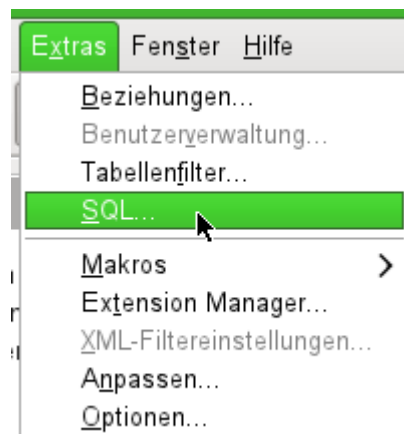 Extras Fenster Hilfe
Beziehungen...
Benutzerverwaltung...
Tabellenfilter...
SQL...
Makros
Extension Manager...
XML-Filtereinstellungen...
Anpassen...
Optionen...